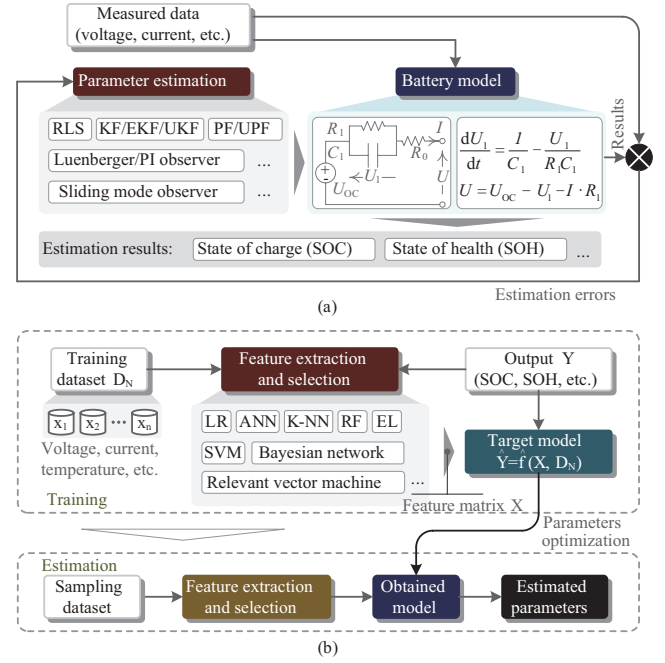 Measured data
(voltage, current, etc.)
Parameter estimation
Battery model
RLS
KF/EKF/UKF
PF/UPF
Luenberger/PI observer
...
Sliding mode observer
...
R₁
C₁
U₁
U_OC
R₀
I
U
dU₁/dt = I/C₁ − U₁/(R₁C₁)
U = U_OC − U₁ − I · R₁
Results
Estimation results:
State of charge (SOC)
State of health (SOH)
...
Estimation errors
(a)
Training
dataset D_N
Feature extraction
and selection
Output Y
(SOC, SOH, etc.)
x₁
x₂
...
xₙ
Voltage, current,
temperature, etc.
LR
ANN
K-NN
RF
EL
SVM
Bayesian network
Relevant vector machine
...
Target model
Ŷ=f̂ (X, D_N)
Feature matrix X
Training
Parameters
optimization
Estimation
Sampling
dataset
Feature extraction
and selection
Obtained
model
Estimated
parameters
(b)